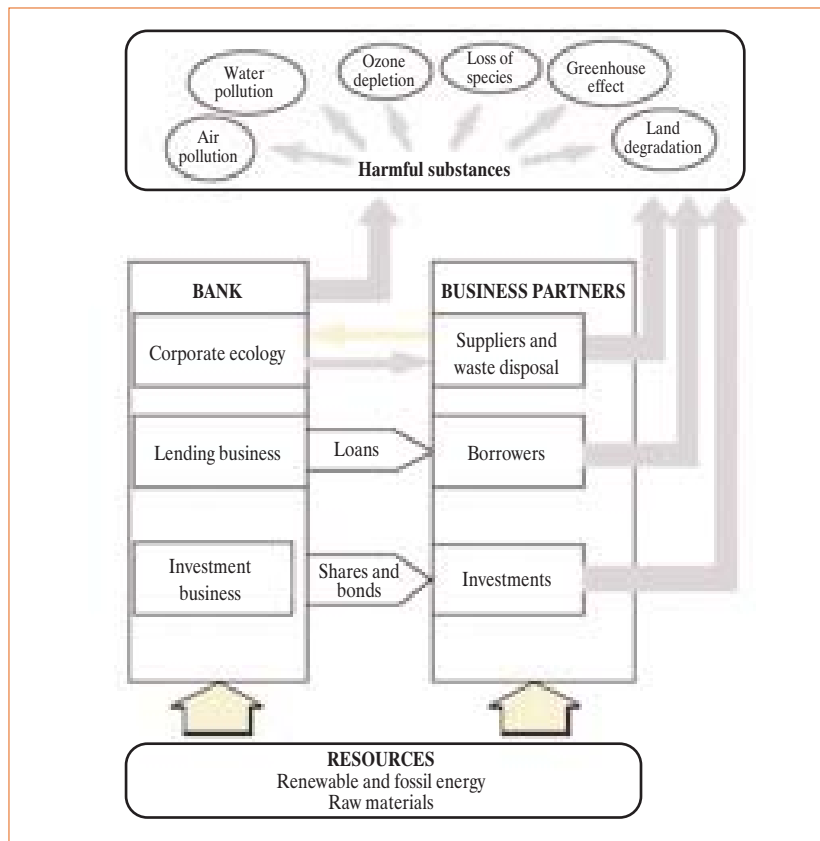 Water
pollution
Ozone
depletion
Loss of
species
Greenhouse
effect
Air
pollution
Land
degradation
Harmful substances
BANK
BUSINESS PARTNERS
Corporate ecology
Suppliers and
waste disposal
Lending business
Loans
Borrowers
Investment
business
Shares and
bonds
Investments
RESOURCES
Renewable and fossil energy
Raw materials